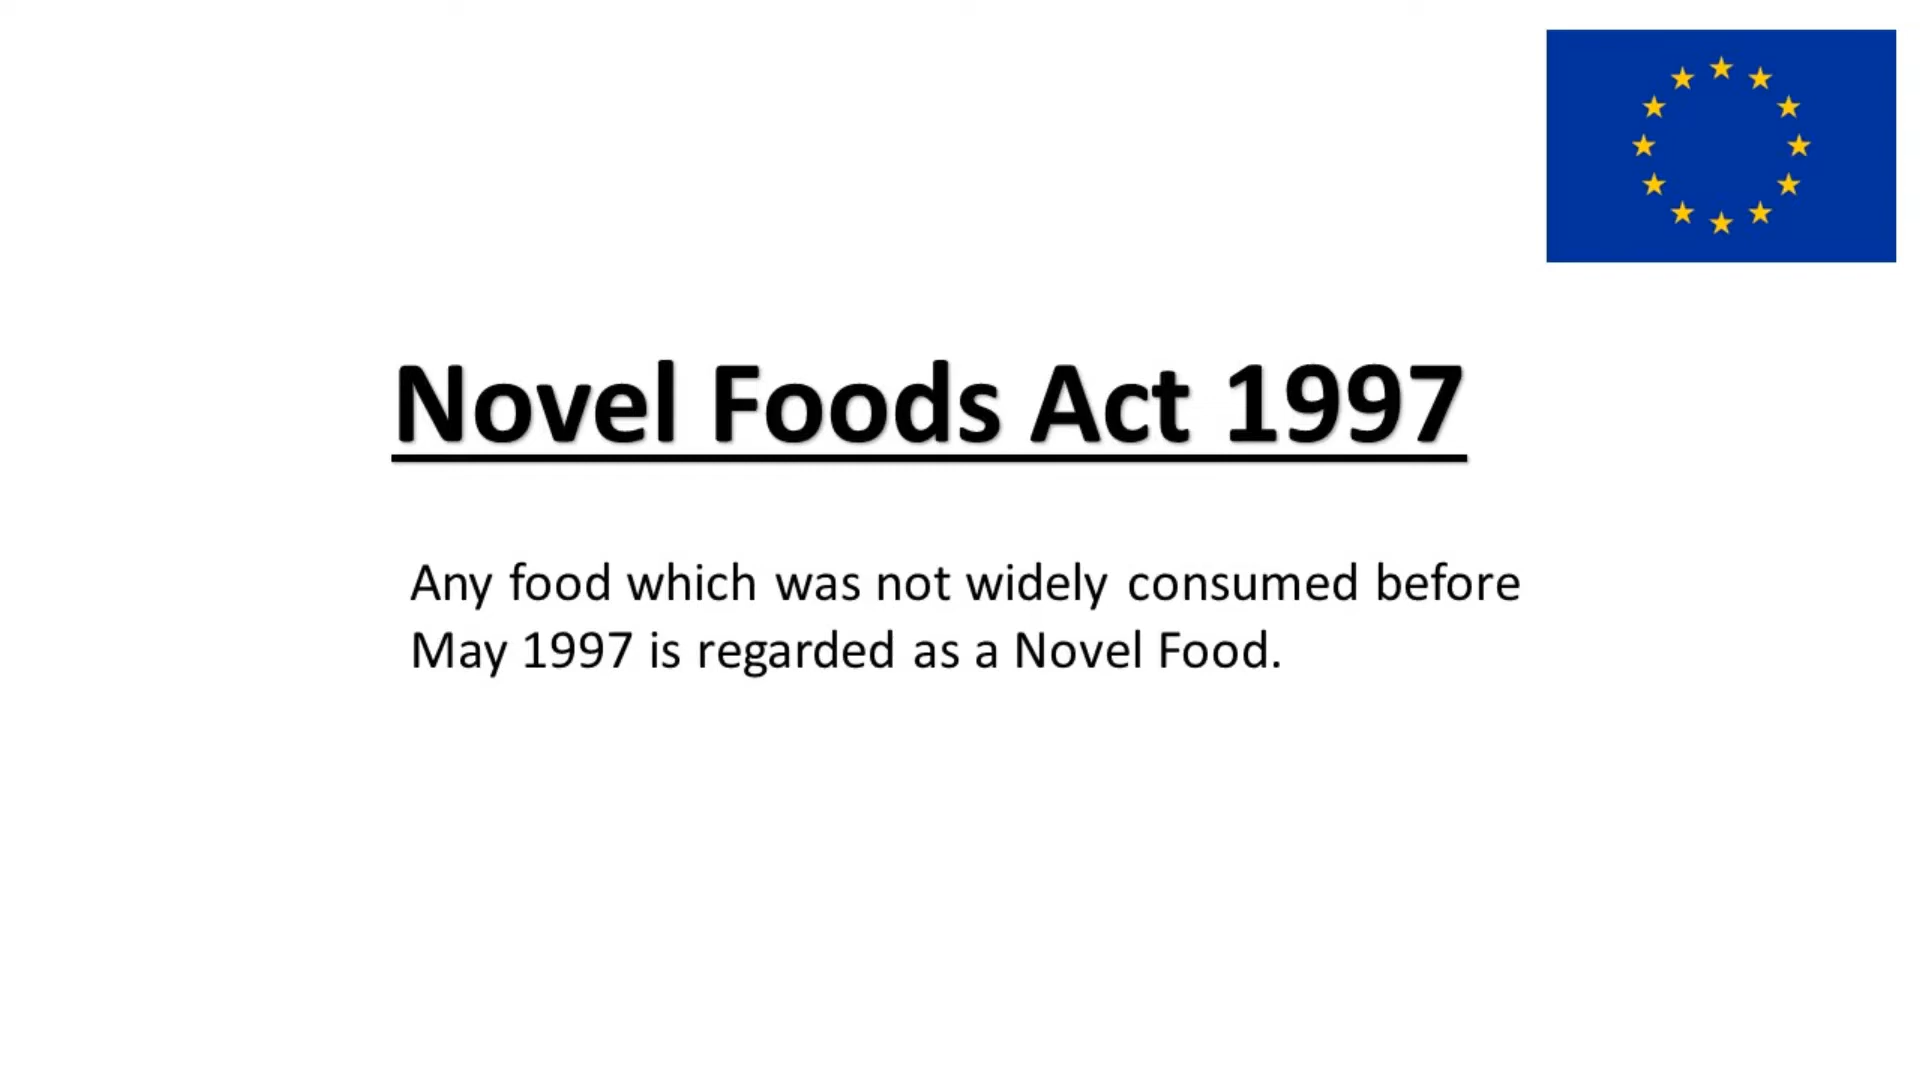 Novel Foods Act 1997
Any food which was not widely consumed before
May 1997 is regarded as a Novel Food.